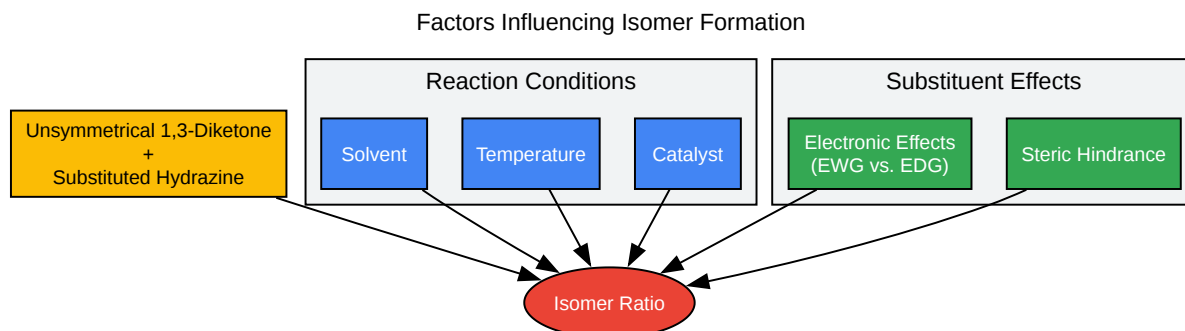 Factors Influencing Isomer Formation
Reaction Conditions
Substituent Effects
Unsymmetrical 1,3-Diketone
+
Substituted Hydrazine
Solvent
Temperature
Catalyst
Electronic Effects
(EWG vs. EDG)
Steric Hindrance
Isomer Ratio